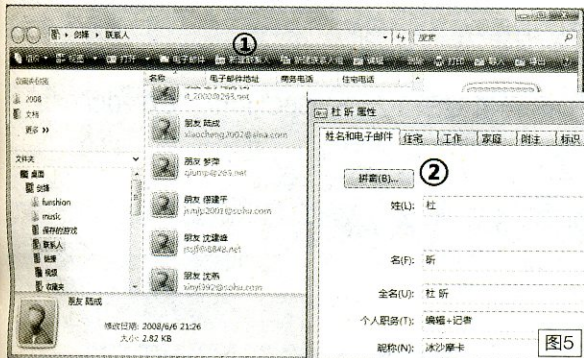 剑锋 ▸ 联系人
搜索
①
组织 视图 打开 电子邮件 新建联系人 新建联系人组 编辑 删除 打印 导入 导出
名称 电子邮件地址 商务电话 住宅电话
收藏夹链接
2008
文档
更多 >>
文件夹
桌面
剑锋
funshion
music
保存的游戏
联系人
链接
视频
收藏夹
朋友 陆成
xiaocheng2002@sina.com
朋友 梦萍
朋友 缪建平
朋友 沈建峰
朋友 沈燕
朋友 陆成
修改日期: 2008/6/6 21:26
大小: 2.82 KB
杜 昕 属性
姓名和电子邮件 住宅 工作 家庭 附注 标识
拼音(B)...
②
姓(L): 杜
名(F): 昕
全名(U): 杜 昕
个人职务(T): 编辑+记者
昵称(N): 冰沙摩卡
图5